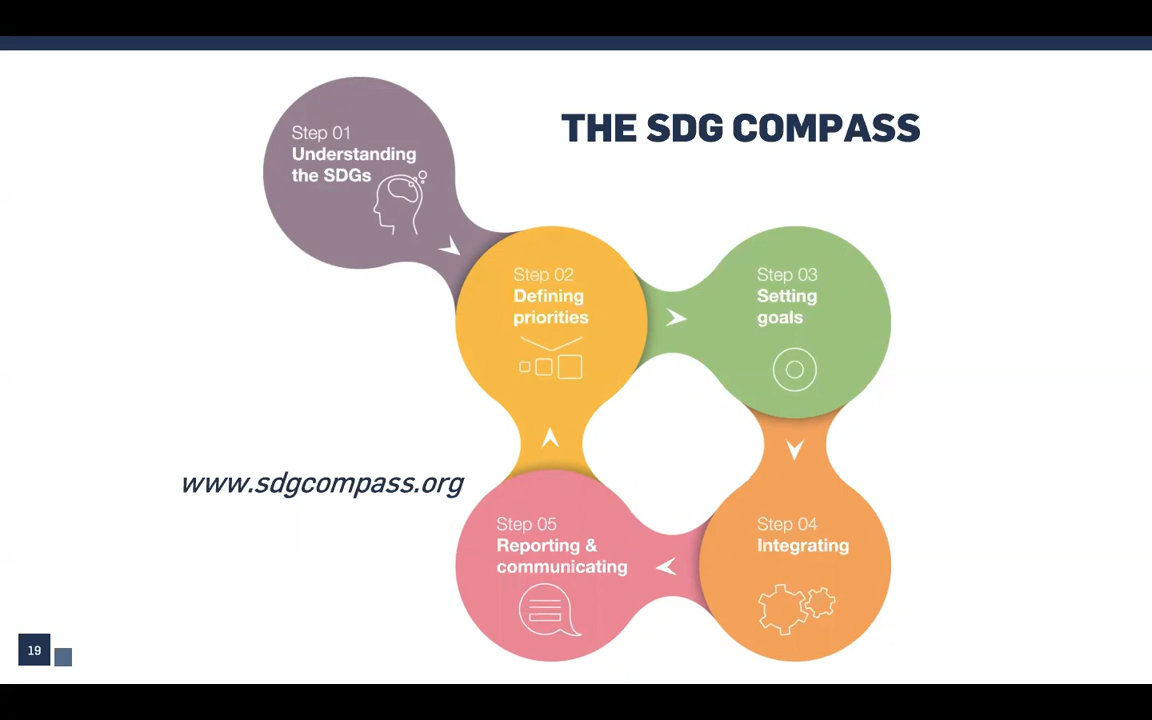 THE SDG COMPASS
Step 01
Understanding
the SDGs
Step 02
Defining
priorities
Step 03
Setting
goals
Step 04
Integrating
Step 05
Reporting &
communicating
www.sdgcompass.org
19